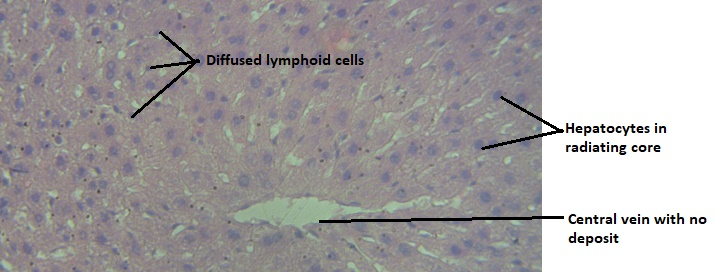 Diffused lymphoid cells
Hepatocytes in
radiating core
Central vein with no
deposit